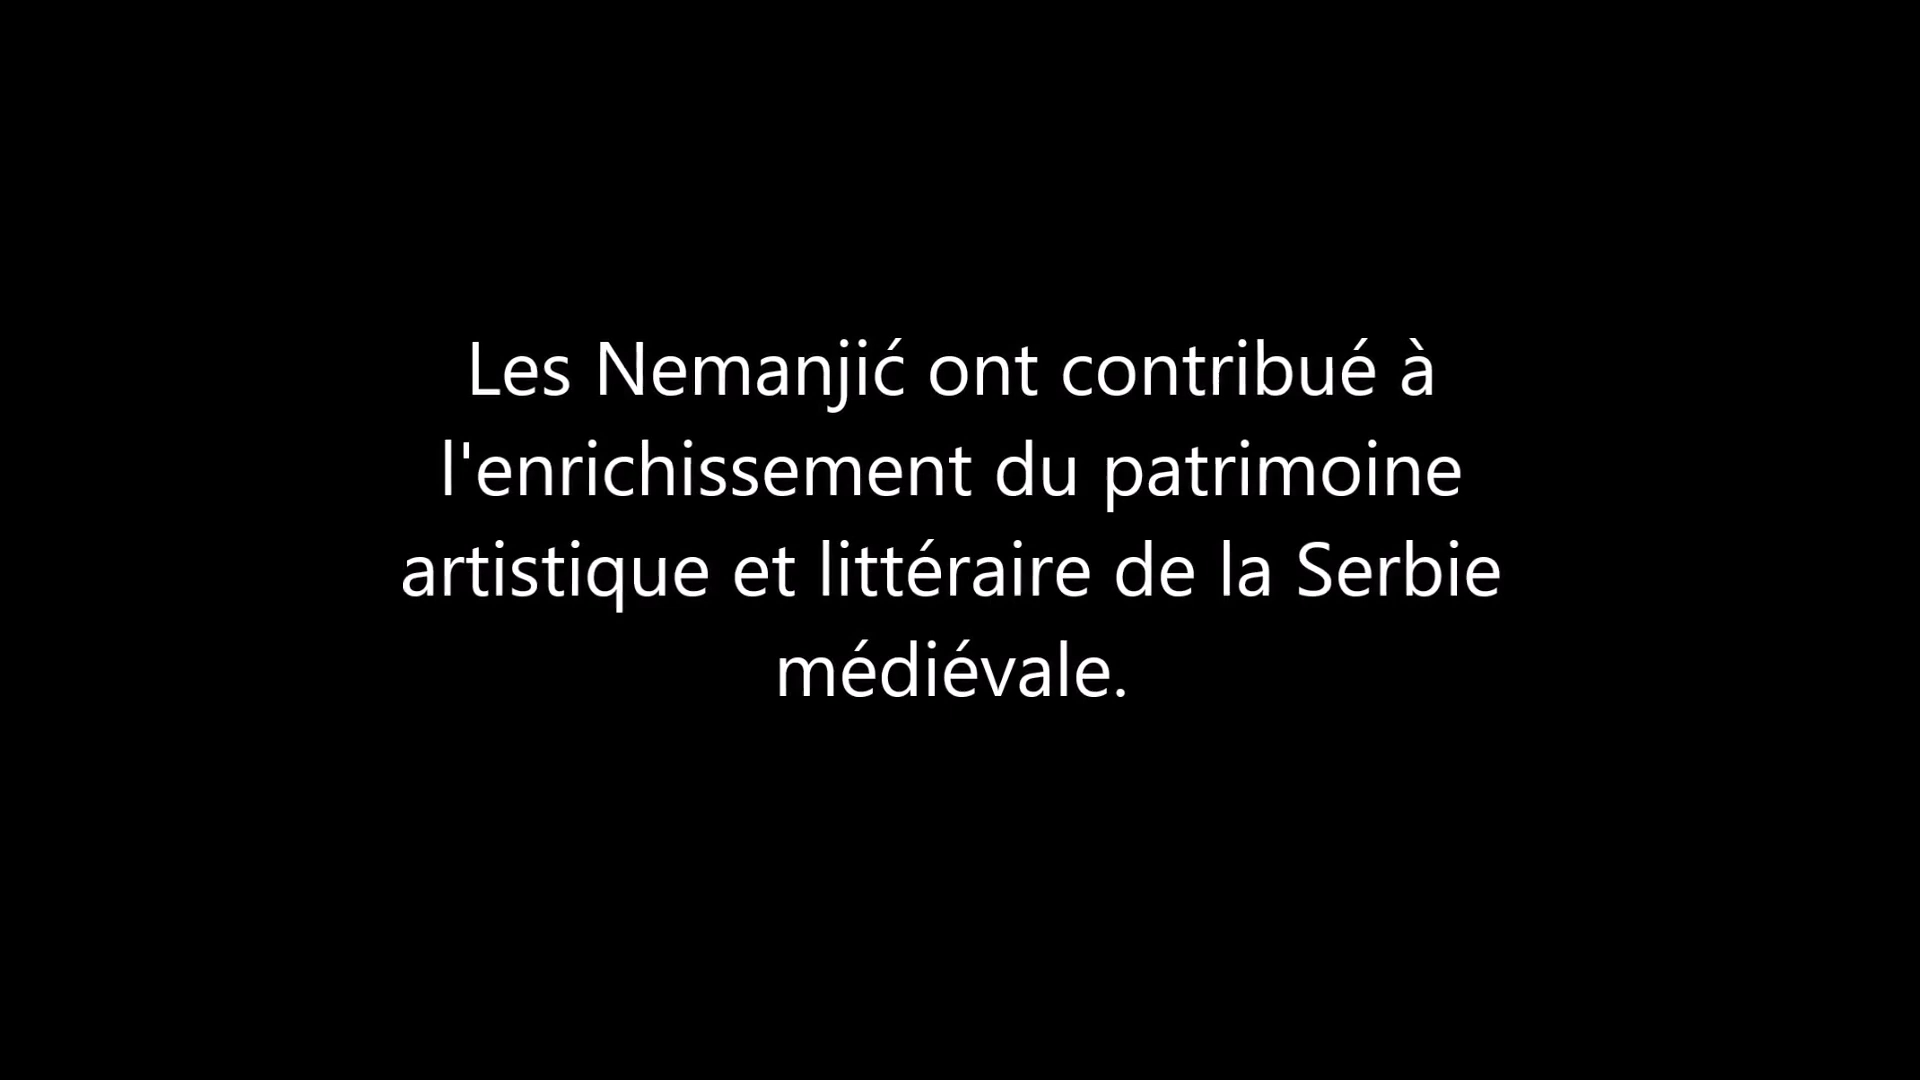 Les Nemanjić ont contribué à
l'enrichissement du patrimoine
artistique et littéraire de la Serbie
médiévale.